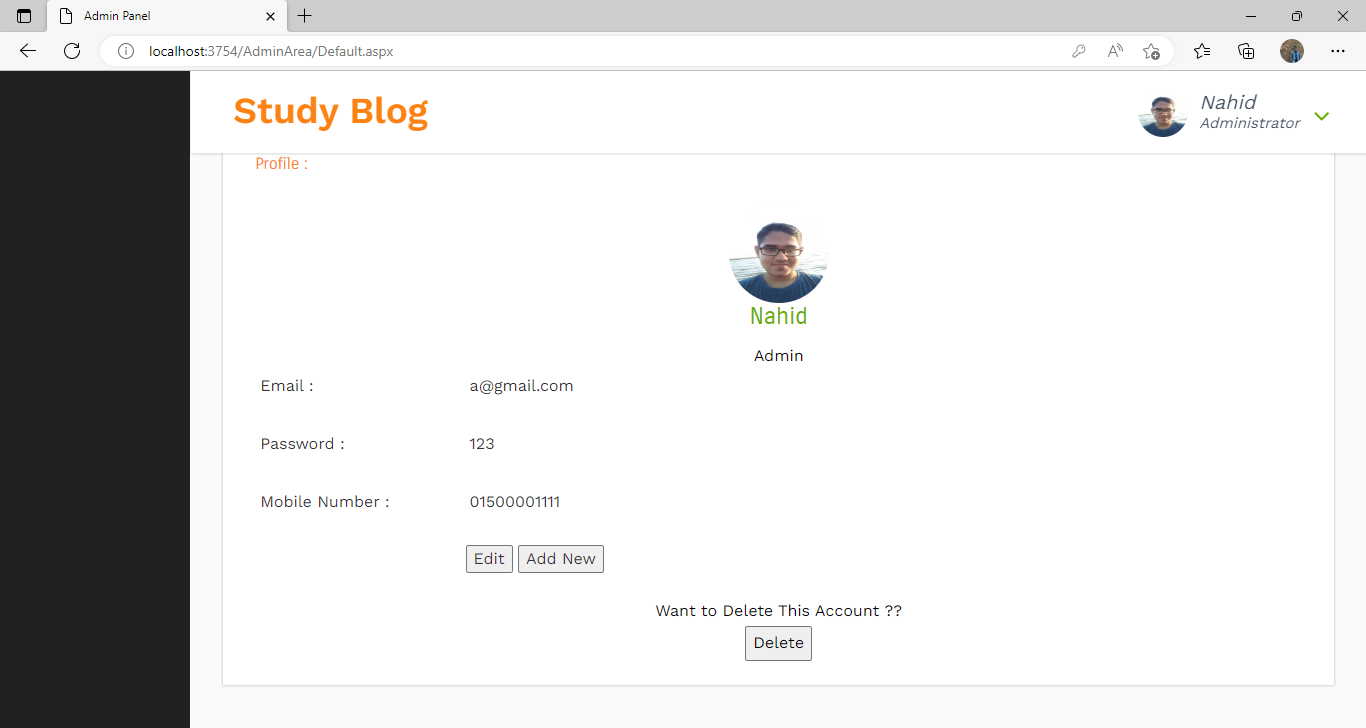 Admin Panel
localhost:3754/AdminArea/Default.aspx
Study Blog
Nahid
Administrator
Profile :
Nahid
Admin
Email : a@gmail.com
Password : 123
Mobile Number : 01500001111
Edit Add New
Want to Delete This Account ??
Delete